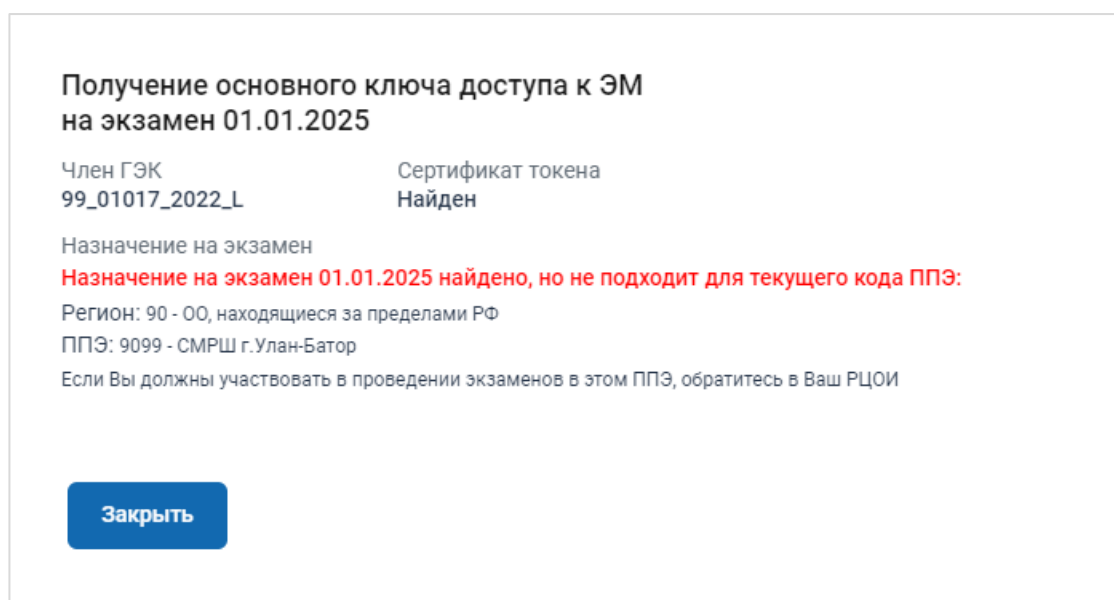 Получение основного ключа доступа к ЭМ
на экзамен 01.01.2025
Член ГЭК Сертификат токена
99_01017_2022_L Найден
Назначение на экзамен
Назначение на экзамен 01.01.2025 найдено, но не подходит для текущего кода ППЭ:
Регион: 90 - ОО, находящиеся за пределами РФ
ППЭ: 9099 - СМРШ г.Улан-Батор
Если Вы должны участвовать в проведении экзаменов в этом ППЭ, обратитесь в Ваш РЦОИ
Закрыть